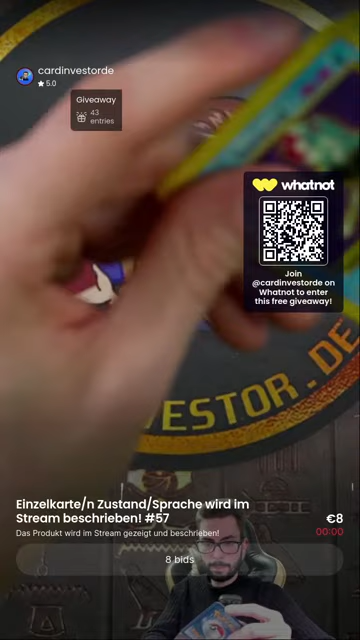 cardinvestorde
★ 5.0
Giveaway
43
entries
whatnot
Join
@cardinvestorde on
Whatnot to enter
this free giveaway!
VESTOR.DE
Einzelkarte/n Zustand/Sprache wird im
Stream beschrieben! #57
€8
Das Produkt wird im Stream gezeigt und beschrieben!
00:00
8 bids